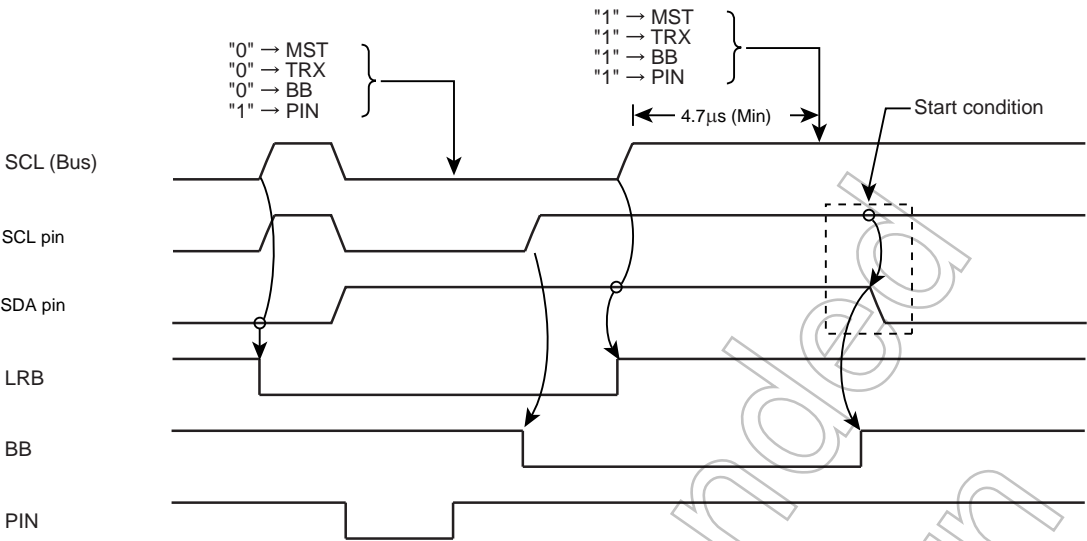 "0" → MST
"0" → TRX
"0" → BB
"1" → PIN
"1" → MST
"1" → TRX
"1" → BB
"1" → PIN
4.7μs (Min)
Start condition
SCL (Bus)
SCL pin
SDA pin
LRB
BB
PIN